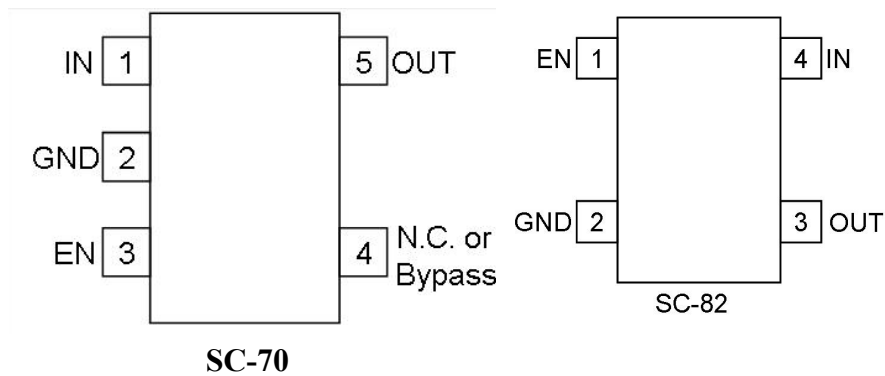 IN 1
5 OUT
GND 2
EN 3
4 N.C. or
Bypass
SC-70
EN 1
4 IN
GND 2
3 OUT
SC-82